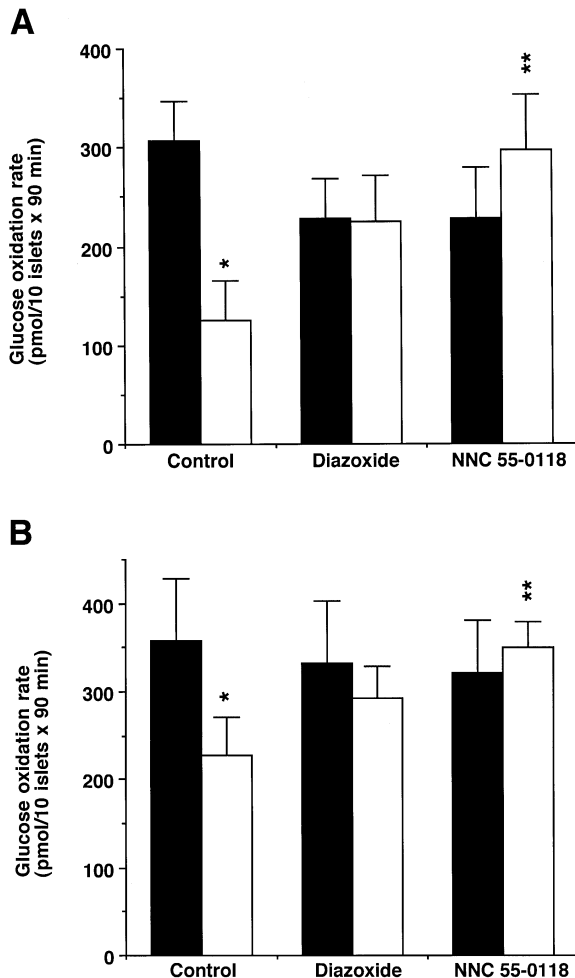 A
Glucose oxidation rate
(pmol/10 islets x 90 min)
400
300
200
100
0
*
**
Control
Diazoxide
NNC 55-0118
B
Glucose oxidation rate
(pmol/10 islets x 90 min)
400
300
200
100
0
*
**
Control
Diazoxide
NNC 55-0118